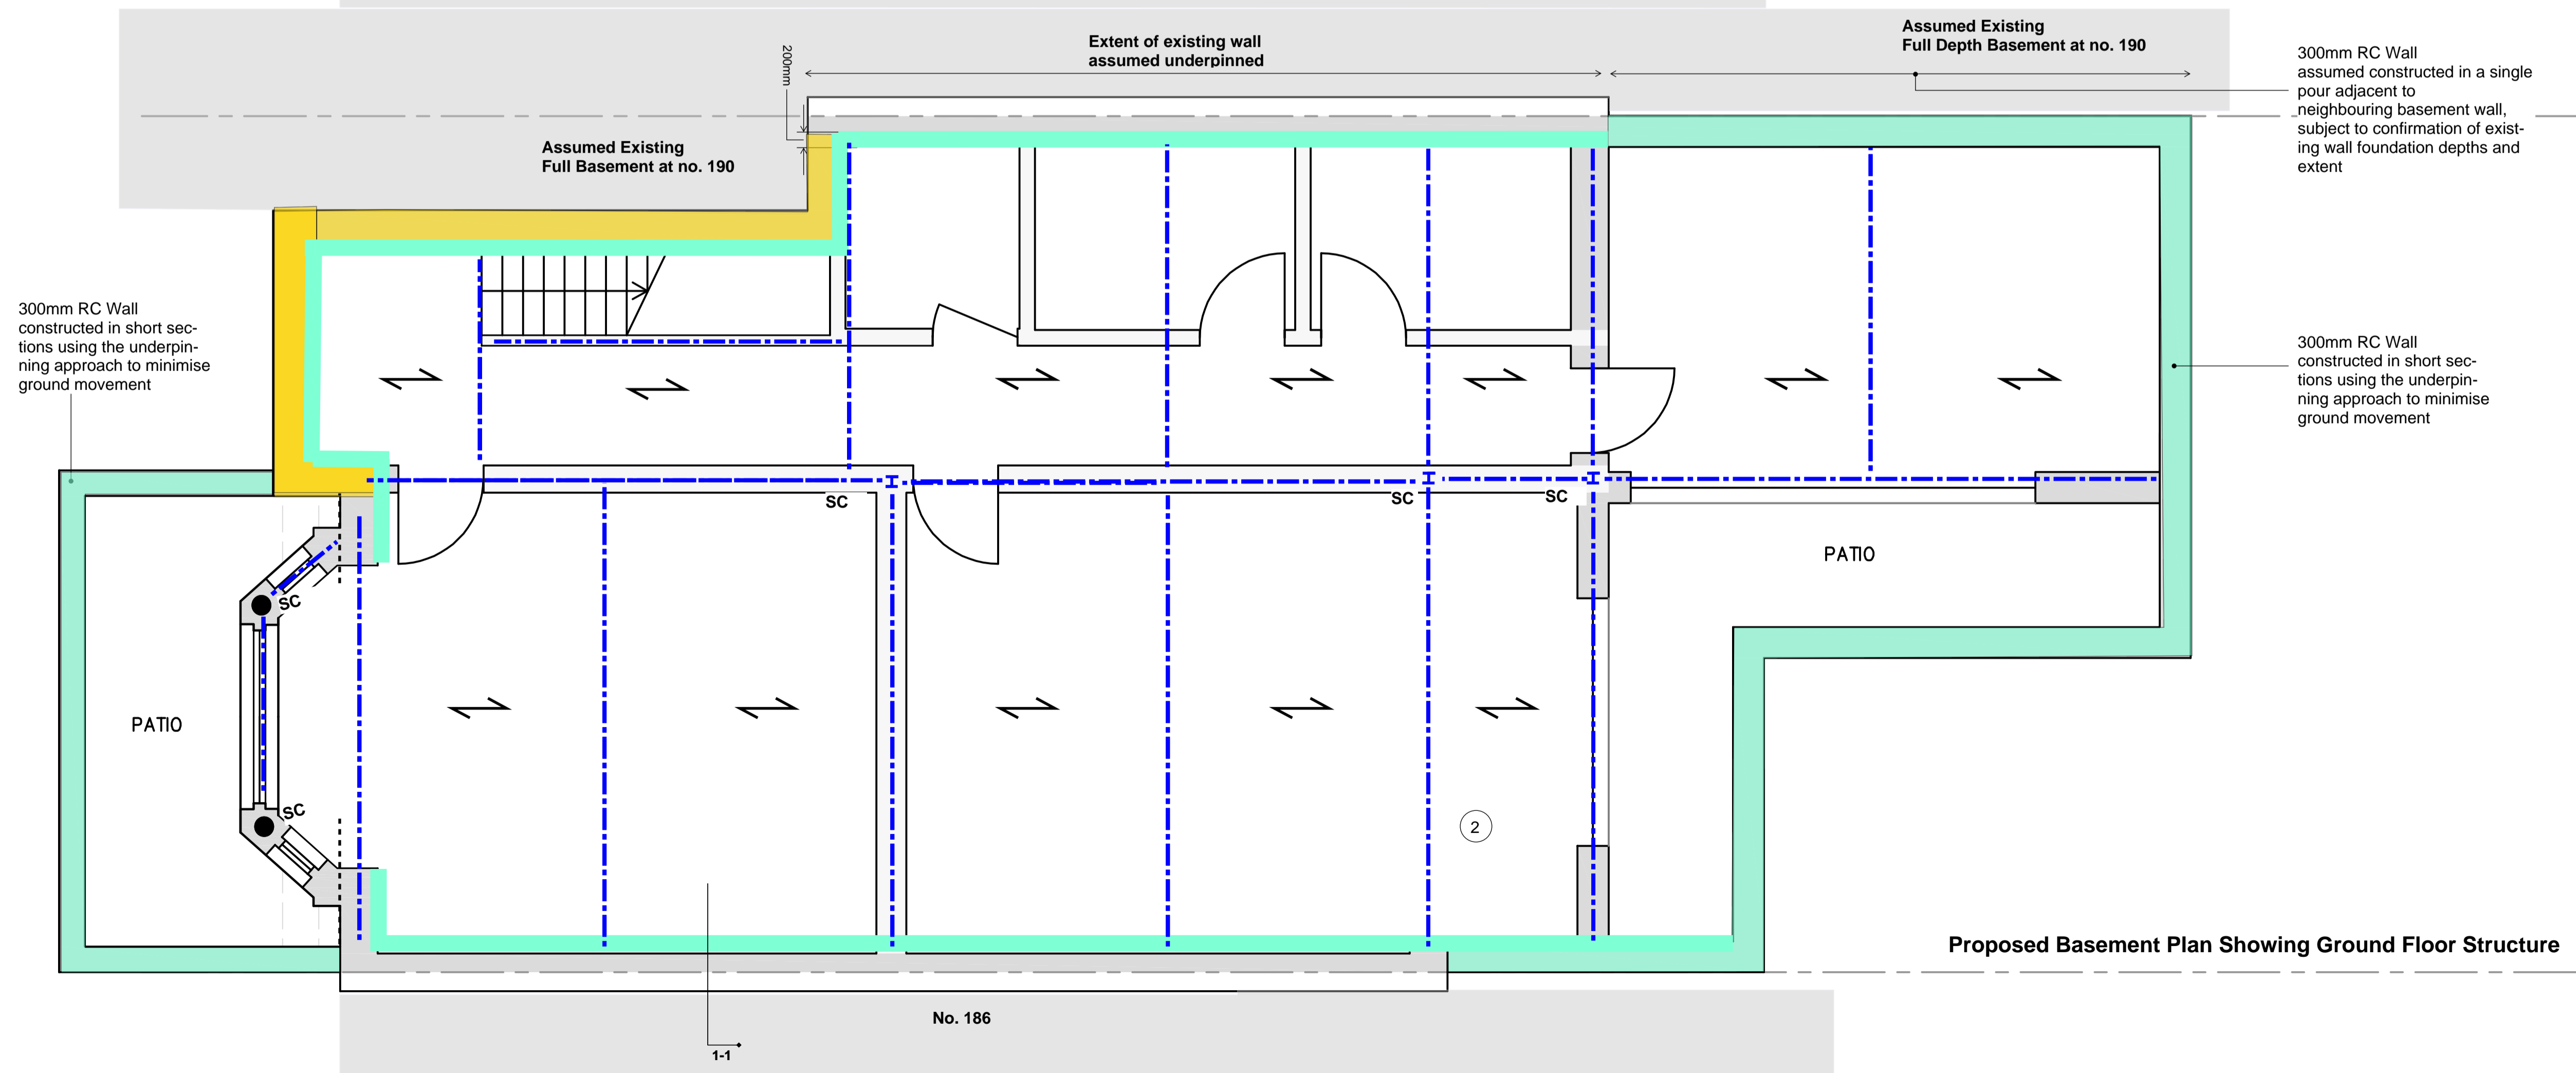 Extent of existing wall
assumed underpinned
200mm
Assumed Existing
Full Depth Basement at no. 190
300mm RC Wall
assumed constructed in a single
pour adjacent to
neighbouring basement wall,
subject to confirmation of exist-
ing wall foundation depths and
extent
Assumed Existing
Full Basement at no. 190
300mm RC Wall
constructed in short sec-
tions using the underpin-
ning approach to minimise
ground movement
300mm RC Wall
constructed in short sec-
tions using the underpin-
ning approach to minimise
ground movement
SC
SC
SC
PATIO
SC
PATIO
SC
2
Proposed Basement Plan Showing Ground Floor Structure
No. 186
1-1